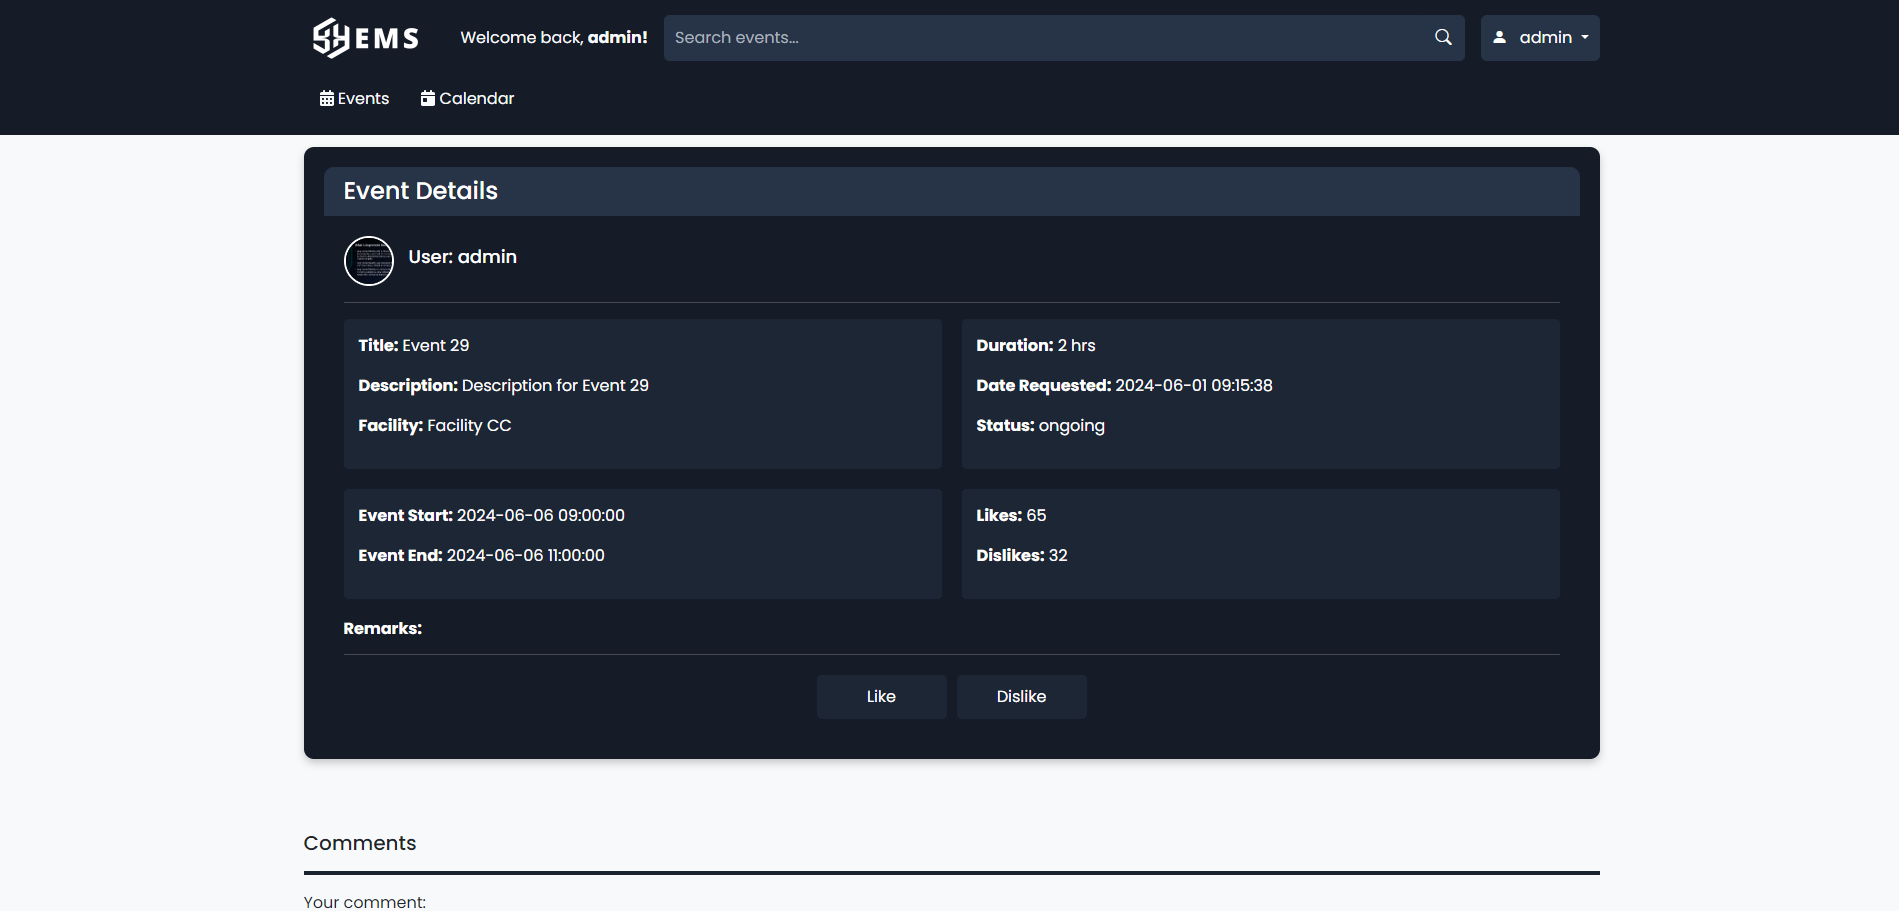 SHEMS
Welcome back, admin!
Search events...
admin
Events
Calendar
Event Details
User: admin
Title: Event 29
Description: Description for Event 29
Facility: Facility CC
Duration: 2 hrs
Date Requested: 2024-06-01 09:15:38
Status: ongoing
Event Start: 2024-06-06 09:00:00
Event End: 2024-06-06 11:00:00
Likes: 65
Dislikes: 32
Remarks:
Like
Dislike
Comments
Your comment: